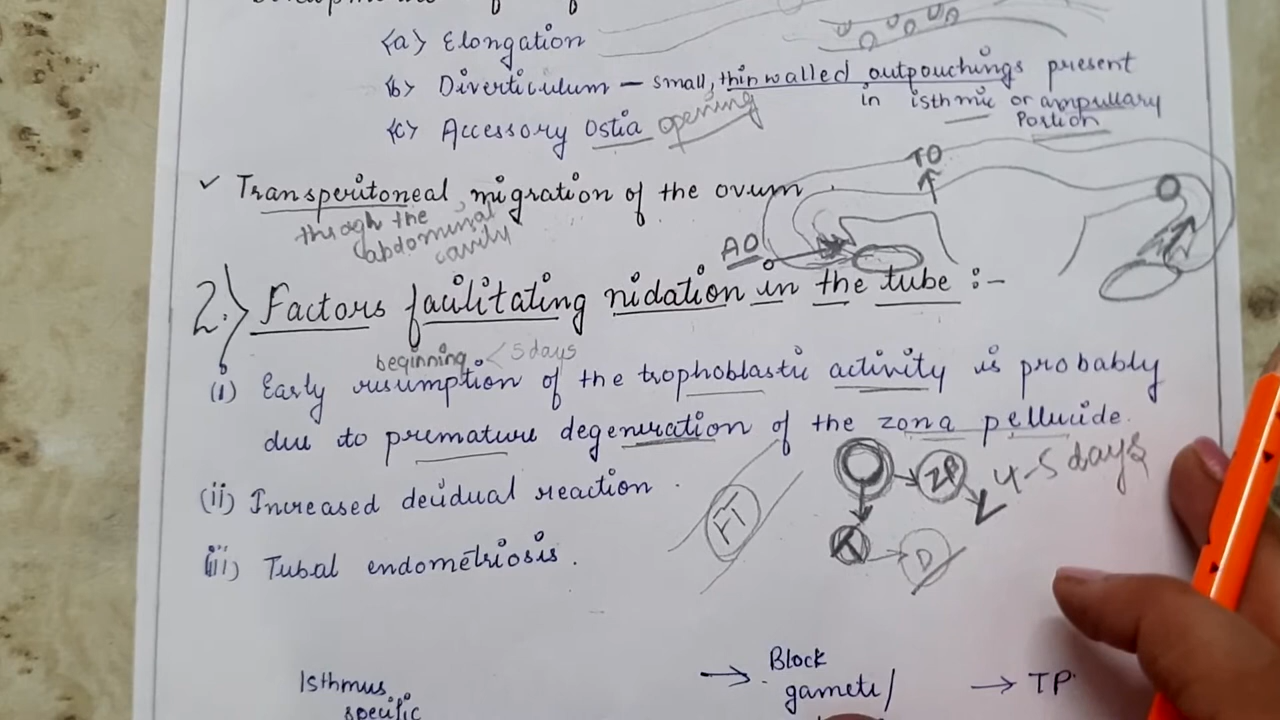 (a) Elongation
(b) Diverticulum – small, thin walled outpouchings present
in isthmic or ampullary
Portion
(c) Accessory Ostia opening
TO
✓ Transperitoneal migration of the ovum
through the
abdominal
cavity
AO
2.) Factors facilitating nidation in the tube :-
beginning. < 5 days
(i) Early resumption of the trophoblastic activity is probably
due to premature degeneration of the zona pellucide.
ZP 4-5 days
(ii) Increased decidual reaction.
FT
D
(iii) Tubal endometriosis.
Isthmus
specific
→ Block
gamete/
→ TP